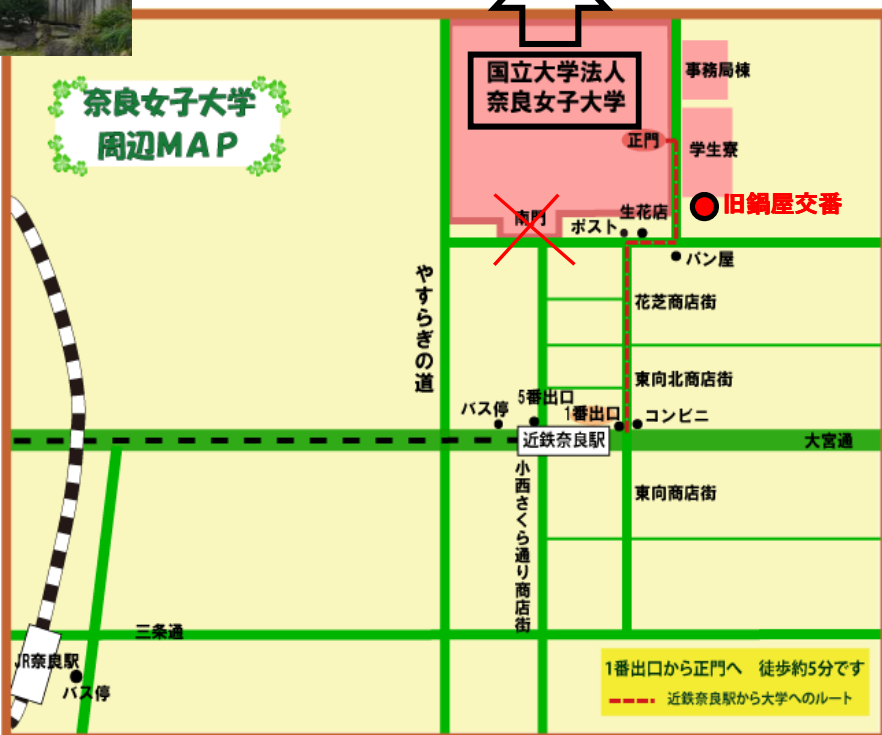 国立大学法人
奈良女子大学
事務局棟
奈良女子大学
周辺MAP
正門
学生寮
旧鍋屋交番
生花店
南門
ポスト
パン屋
やすらぎの道
花芝商店街
東向北商店街
5番出口
バス停
1番出口
コンビニ
近鉄奈良駅
大宮通
小西さくら通り商店街
東向商店街
三条通
JR奈良駅
バス停
1番出口から正門へ 徒歩約5分です
近鉄奈良駅から大学へのルート